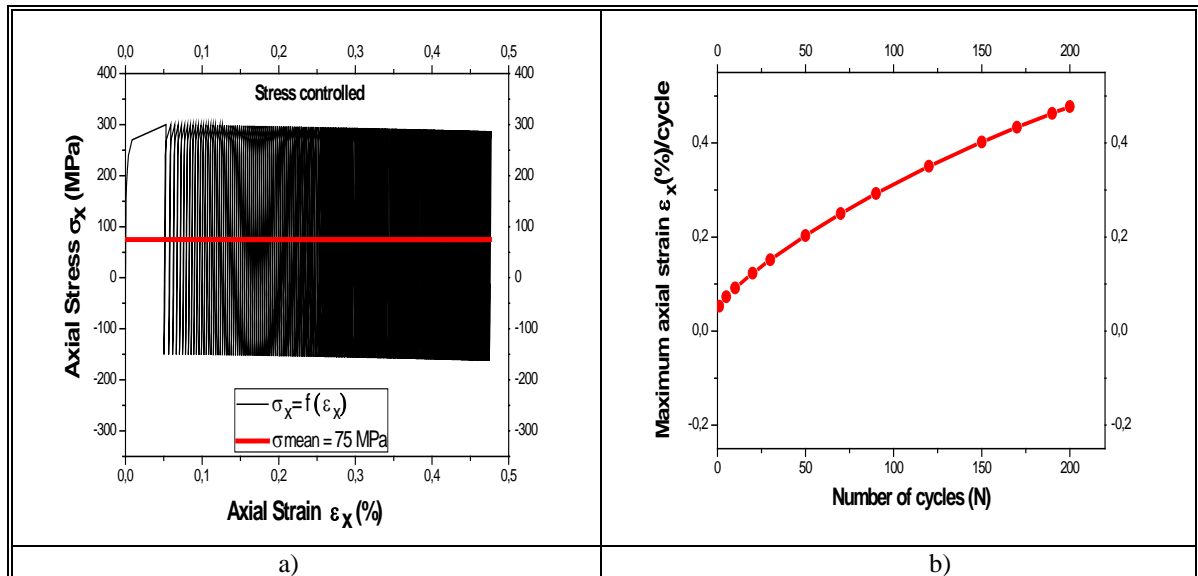 0,0 0,1 0,2 0,3 0,4 0,5
400 400
Stress controlled
300 300
200 200
100 100
0 0
-100 -100
-200 -200
-300 -300
Axial Stress σx (MPa)
σx=f(εx)
σmean = 75 MPa
0,0 0,1 0,2 0,3 0,4 0,5
Axial Strain εx (%)
a)
0 50 100 150 200
0,4 0,4
0,2 0,2
0,0 0,0
-0,2 -0,2
Maximum axial strain εx(%)/cycle
0 50 100 150 200
Number of cycles (N)
b)